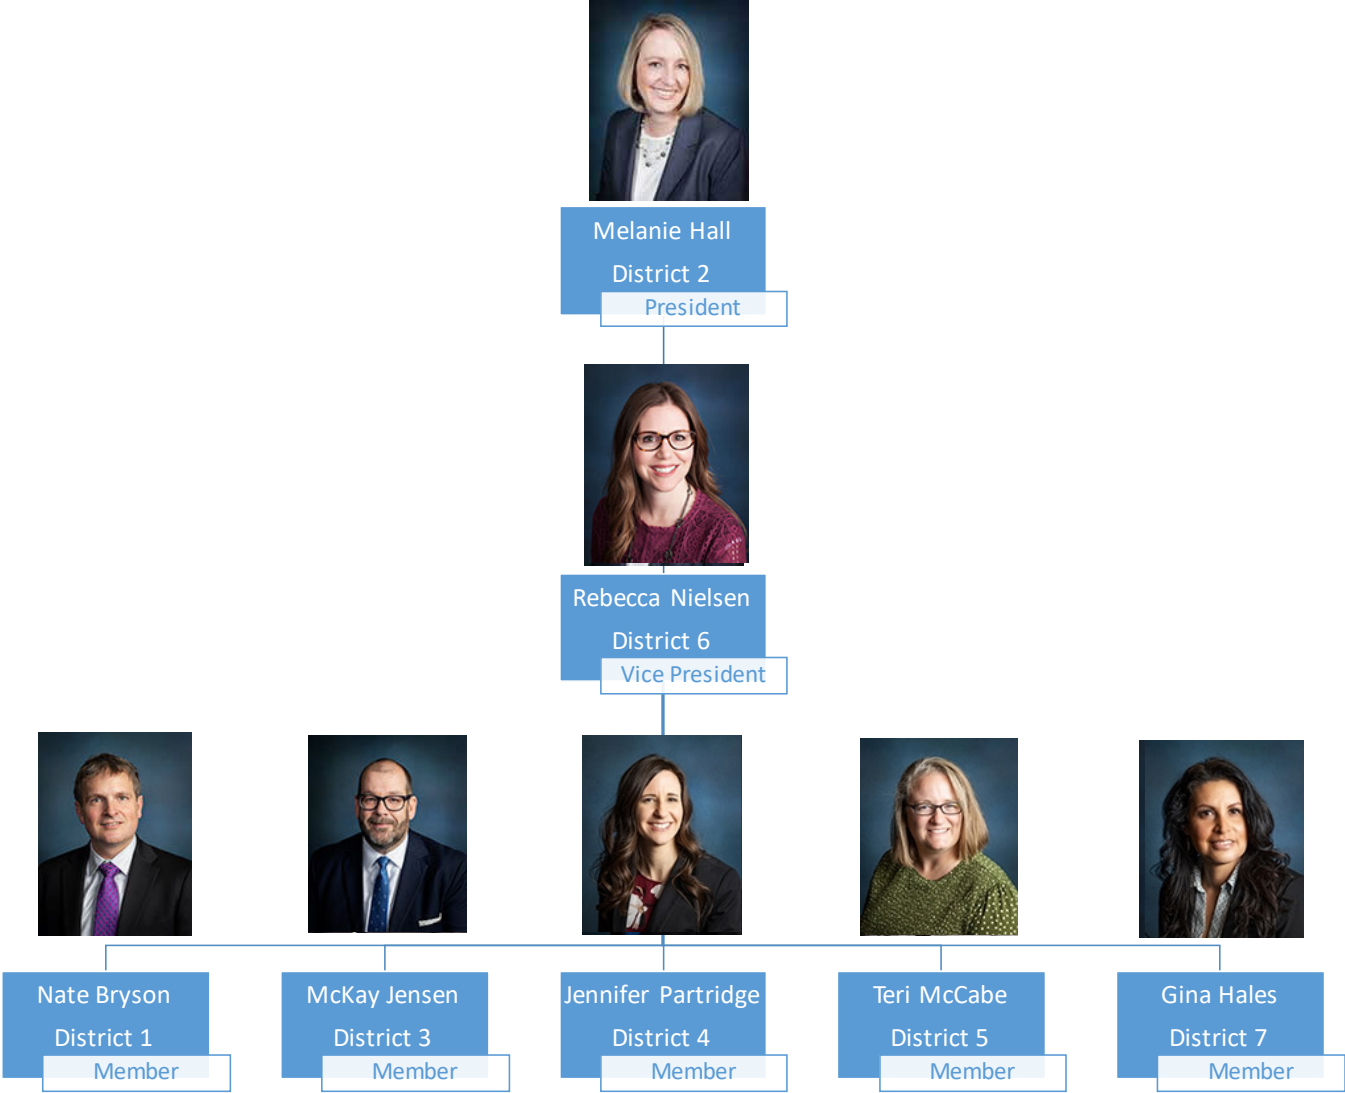 Melanie Hall
District 2
President
Rebecca Nielsen
District 6
Vice President
Nate Bryson
District 1
Member
McKay Jensen
District 3
Member
Jennifer Partridge
District 4
Member
Teri McCabe
District 5
Member
Gina Hales
District 7
Member